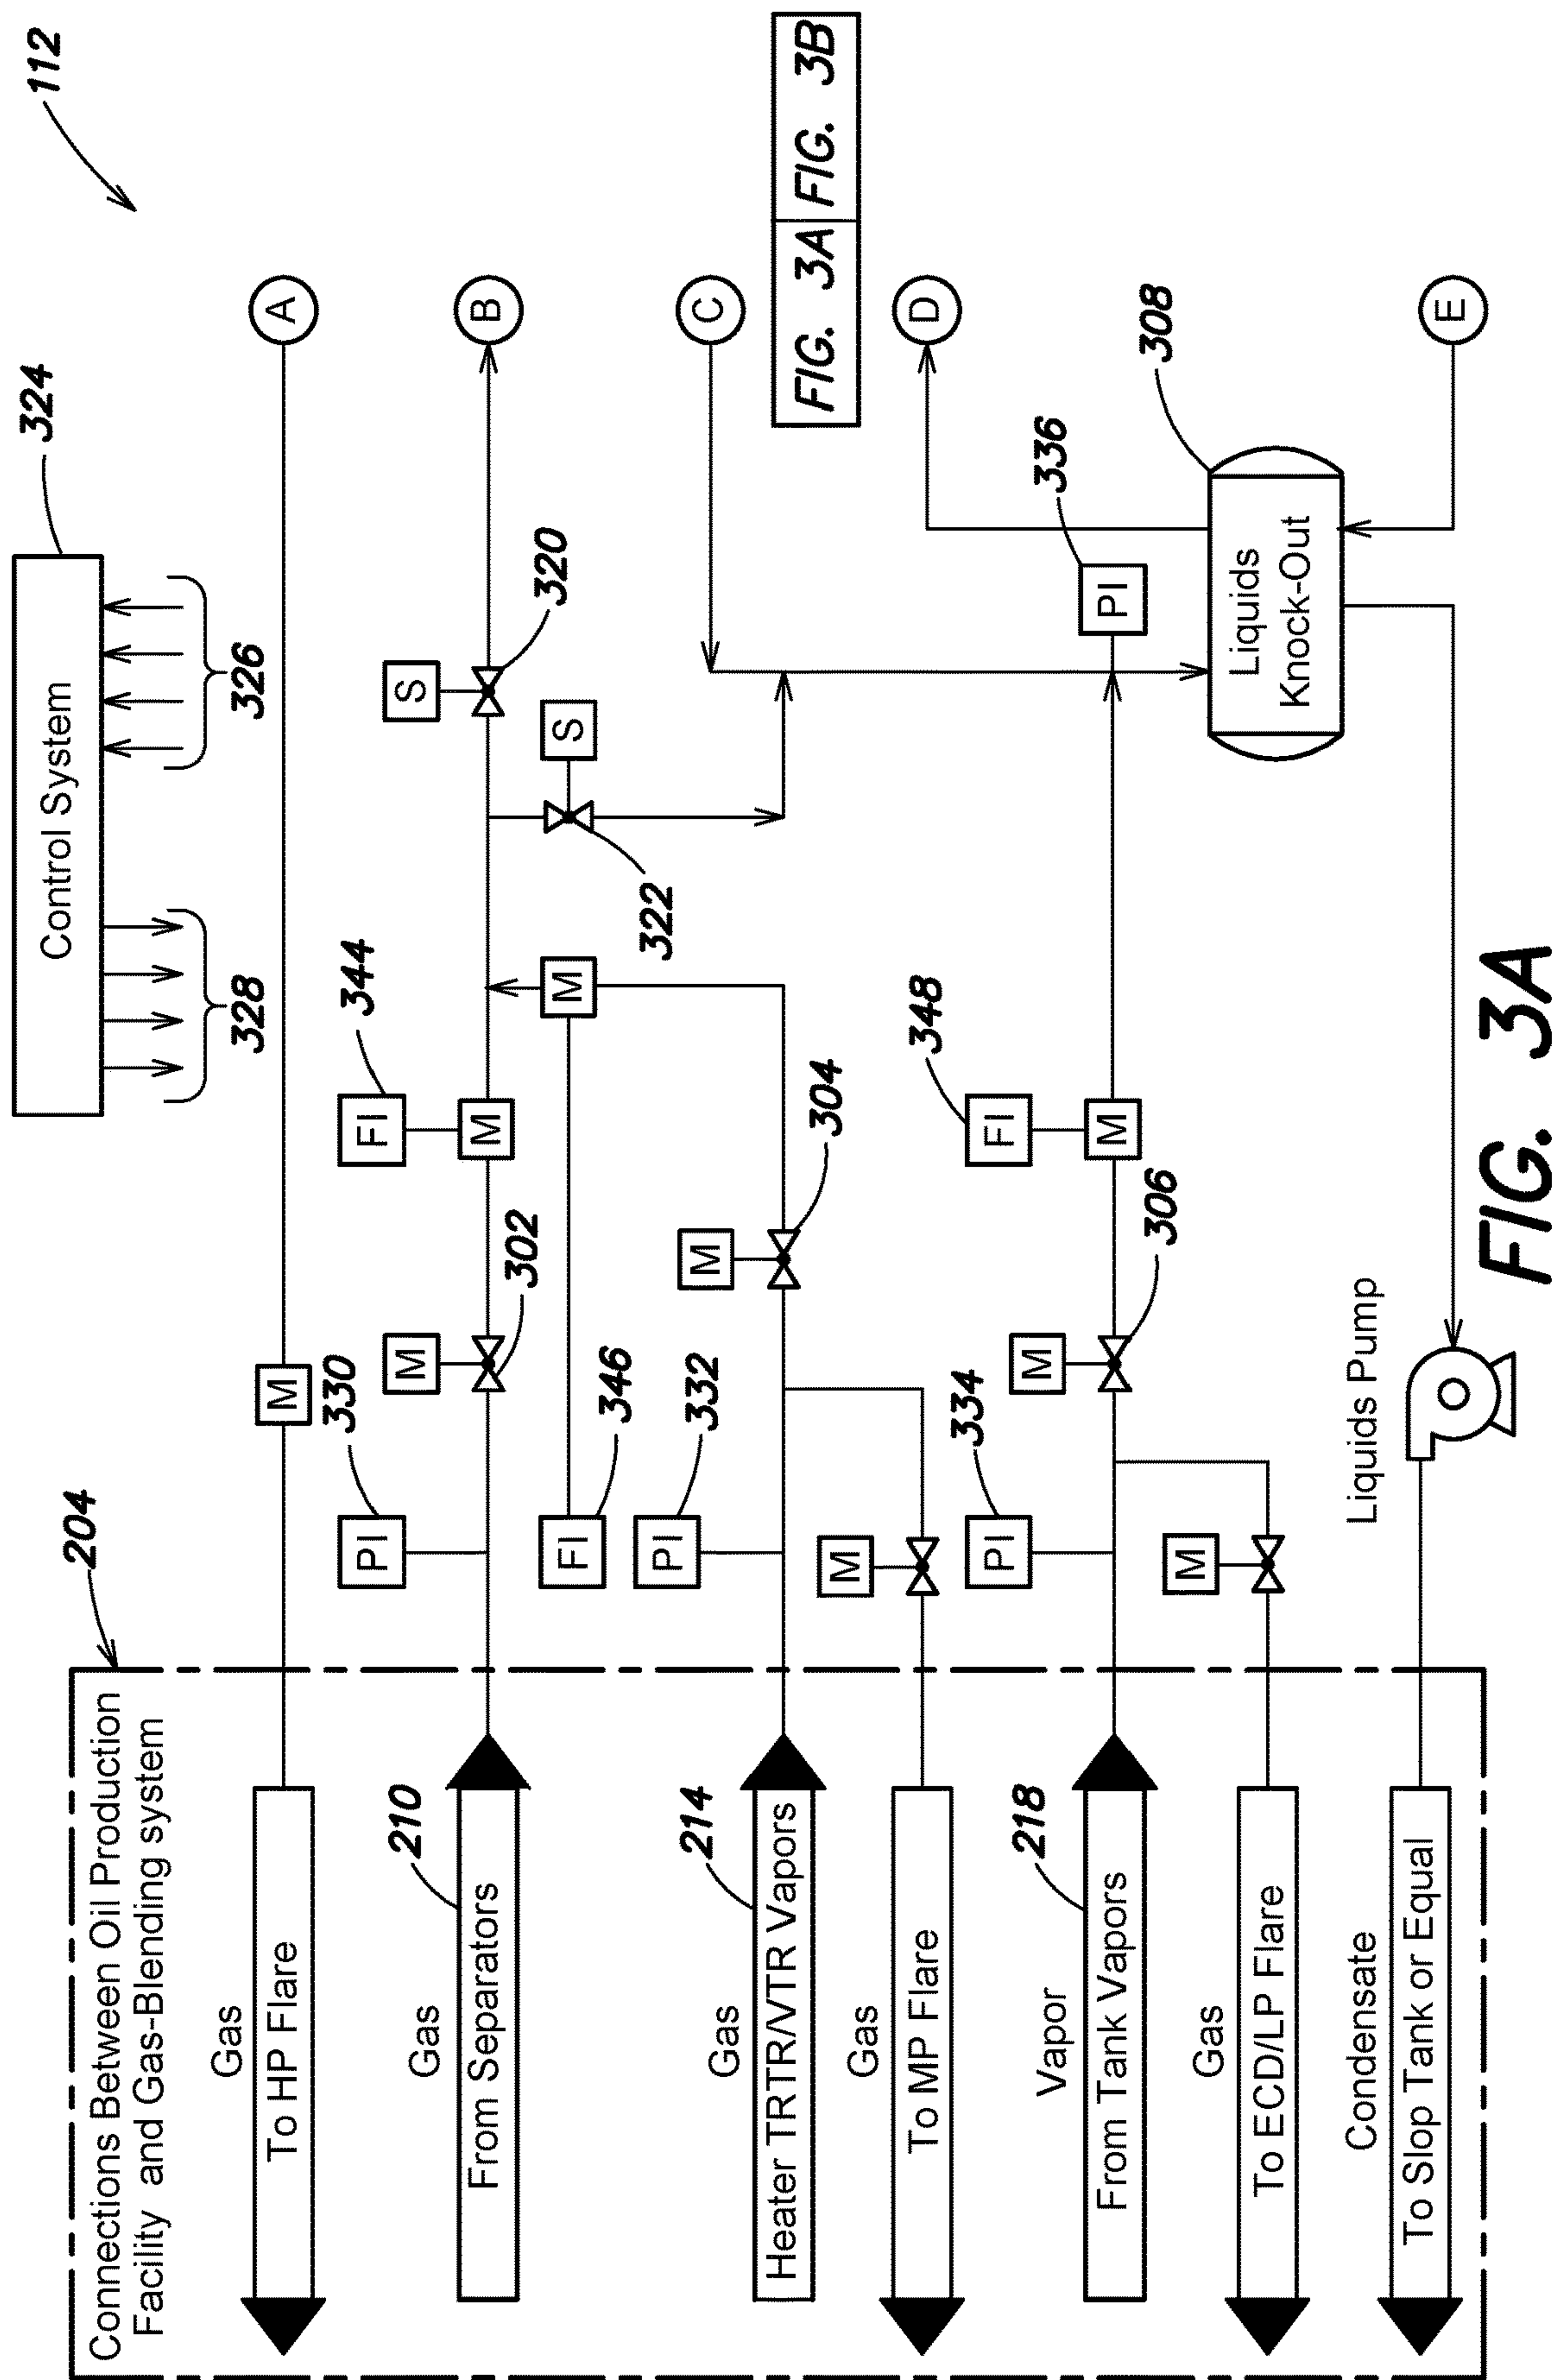 112
324
Control System
328
326
204
Connections Between Oil Production
Facility and Gas-Blending system
Gas
To HP Flare
M
A
210
Gas
From Separators
330
PI
M
302
344
FI
M
S
320
B
346
FI
M
S
322
214
Gas
Heater TRTR/VTR Vapors
332
PI
M
304
C
FIG. 3A
FIG. 3B
Gas
To MP Flare
M
218
Vapor
From Tank Vapors
334
PI
M
306
348
FI
M
336
PI
D
Gas
To ECD/LP Flare
M
308
Liquids
Knock-Out
Condensate
To Slop Tank or Equal
Liquids Pump
E
FIG. 3A